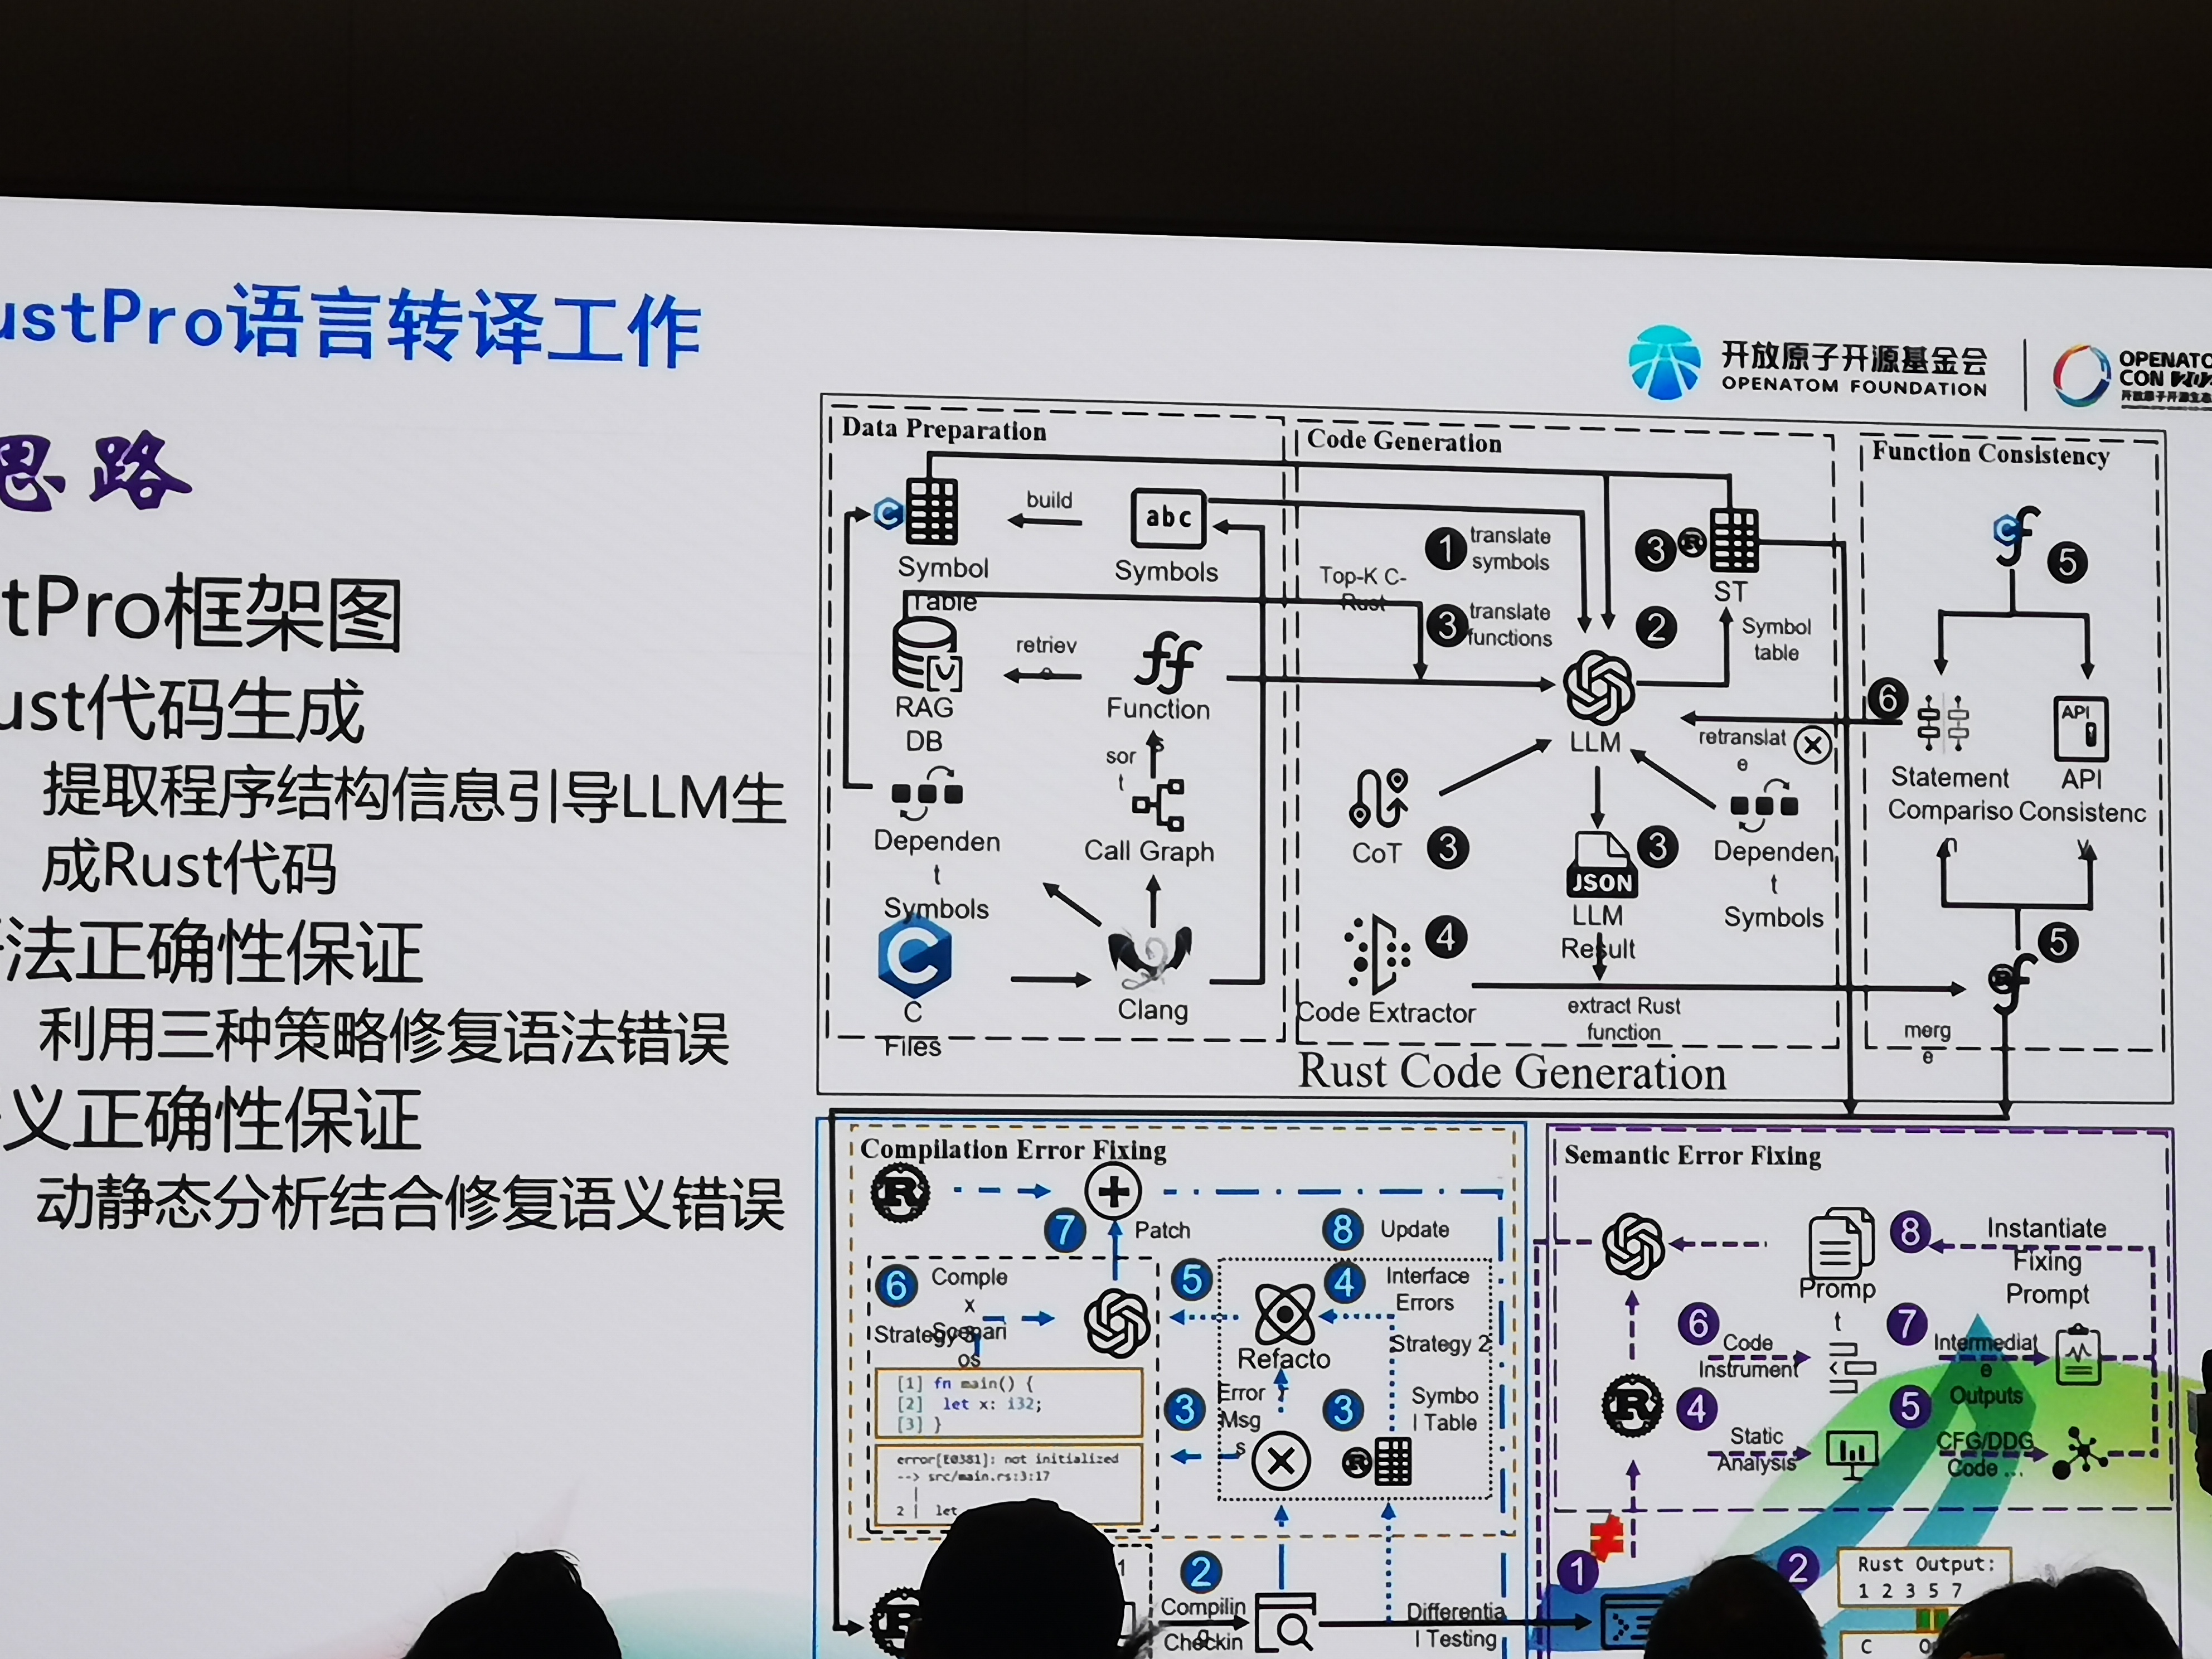 ustPro语言转译工作
开放原子开源基金会
OPENATOM FOUNDATION
OPENATO
CON
思路
tPro框架图
ust代码生成
提取程序结构信息引导LLM生
成Rust代码
法正确性保证
利用三种策略修复语法错误
义正确性保证
动静态分析结合修复语义错误
Data Preparation
C
Symbol
Table
build
abc
Symbols
RAG
DB
retriev
e
Function
s
sor
t
Dependen
t
Symbols
Call Graph
C
C
Files
Clang
Code Generation
Top-K C-
Rust
1 translate
symbols
3 translate
functions
3
R
ST
2
Symbol
table
LLM
retranslat
e
CoT
3
JSON
3
LLM
Result
Dependen
t
Symbols
4
Code Extractor
extract Rust
function
Function Consistency
C
f
5
6
API
Statement
Compariso
n
API
Consistenc
y
5
R
f
merg
e
Rust Code Generation
Compilation Error Fixing
R
7
Patch
8
Update
6
Comple
x
Scenari
os
Strategy 3
5
4
Interface
Errors
Strategy 2
Refacto
r
[1] fn main() {
[2] let x: i32;
[3] }
3
Error
Msg
s
3
Symbo
l Table
R
error[E0381]: not initialized
--> src/main.rs:3:17
|
2 | let
R
1
2
Compilin
g
Checkin
Differentia
l Testing
Semantic Error Fixing
Promp
t
8
Instantiate
Fixing
Prompt
6
Code
Instrument
7
Intermediat
e
Outputs
R
4
Static
Analysis
5
CFG/DDG
Code ...
≠
1
2
Rust Output:
1 2 3 5 7
C